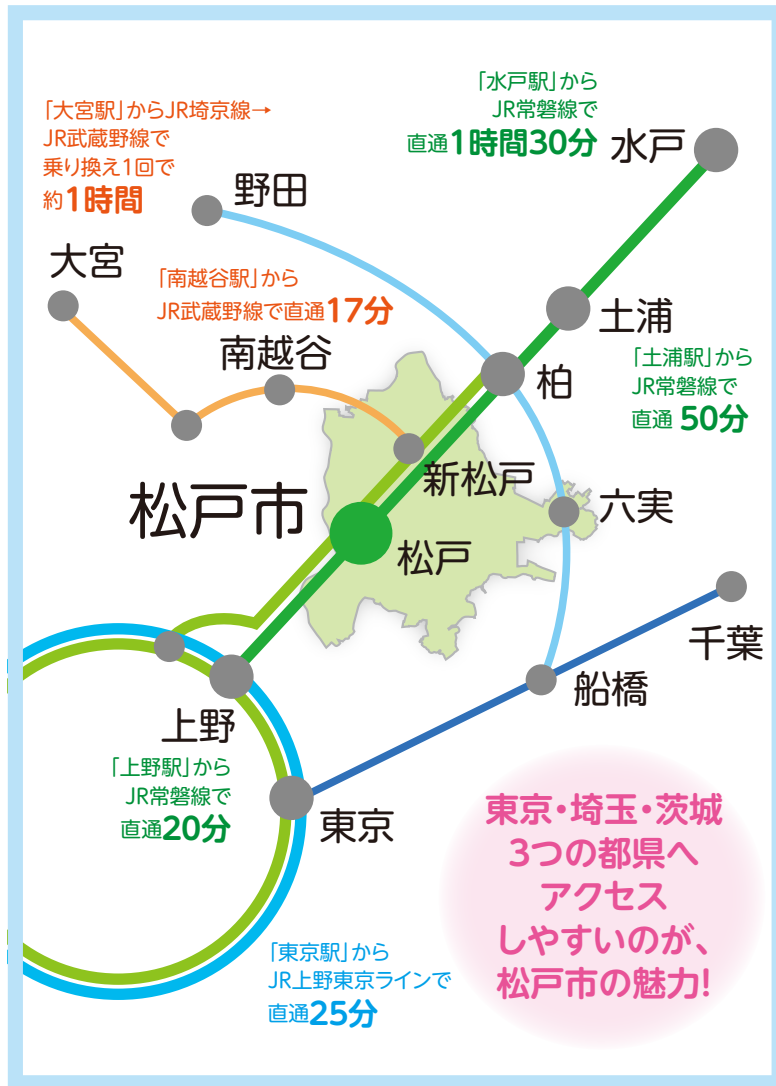 「大宮駅」からJR埼京線→
JR武蔵野線で
乗り換え1回で
約1時間
「水戸駅」から
JR常磐線で
直通1時間30分
水戸
野田
大宮
「南越谷駅」から
JR武蔵野線で直通17分
南越谷
土浦
「土浦駅」から
JR常磐線で
直通50分
柏
新松戸
松戸市
六実
松戸
千葉
船橋
上野
「上野駅」から
JR常磐線で
直通20分
東京
東京・埼玉・茨城
3つの都県へ
アクセス
しやすいのが、
松戸市の魅力!
「東京駅」から
JR上野東京ラインで
直通25分